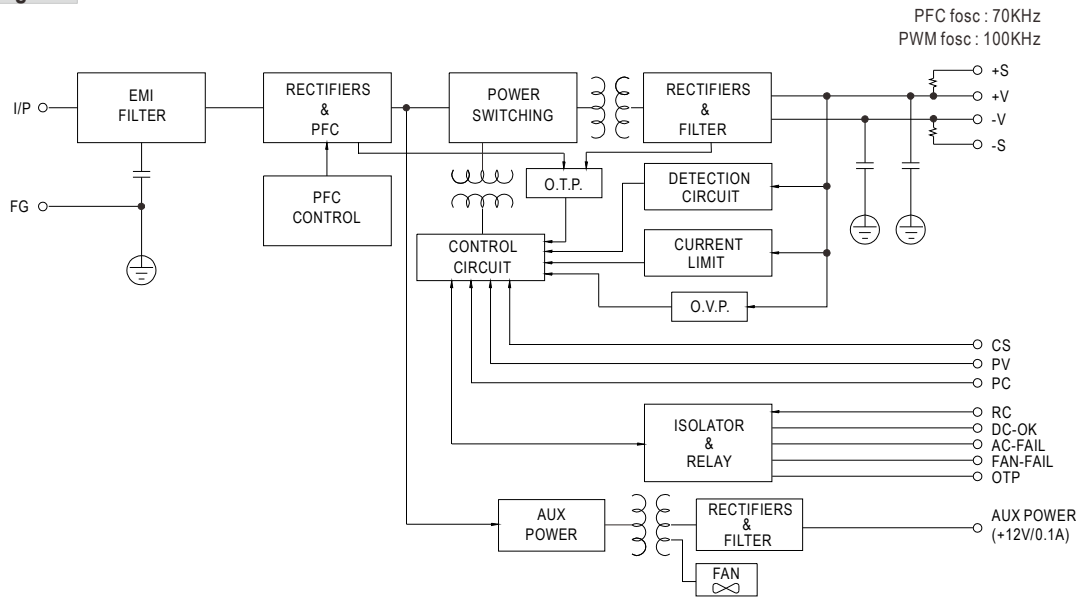 PFC fosc : 70KHz
PWM fosc : 100KHz
I/P
EMI
FILTER
RECTIFIERS
&
PFC
POWER
SWITCHING
RECTIFIERS
&
FILTER
+S
+V
-V
-S
FG
PFC
CONTROL
O.T.P.
DETECTION
CIRCUIT
CONTROL
CIRCUIT
CURRENT
LIMIT
O.V.P.
CS
PV
PC
ISOLATOR
&
RELAY
RC
DC-OK
AC-FAIL
FAN-FAIL
OTP
AUX
POWER
RECTIFIERS
&
FILTER
AUX POWER
(+12V/0.1A)
FAN